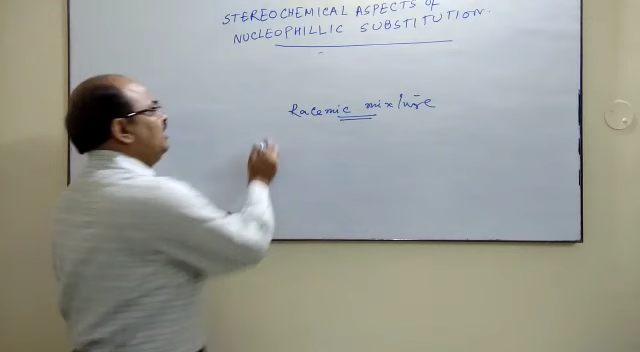 STEREOCHEMICAL ASPECTS of
NUCLEOPHILLIC SUBSTITUTION.
Racemic mixture